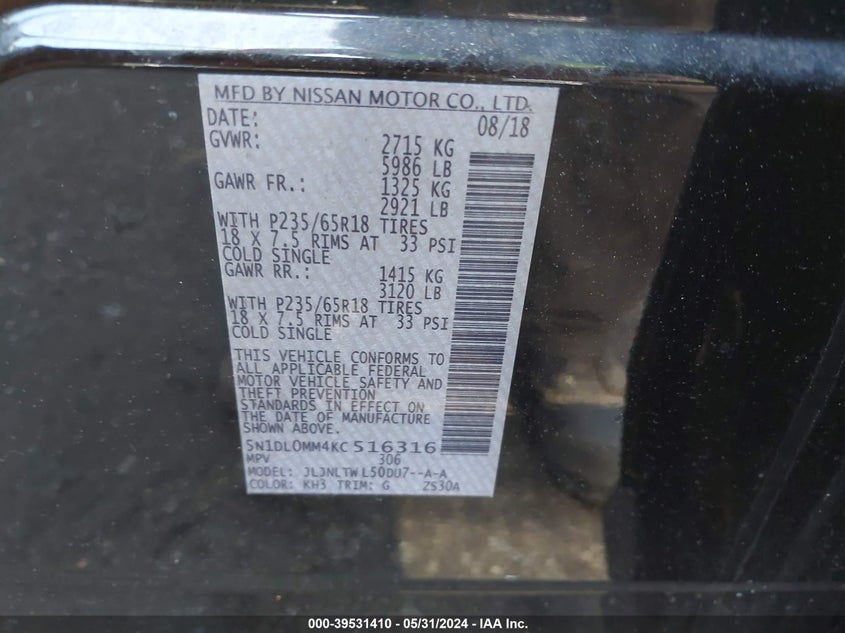 MFD BY NISSAN MOTOR CO., LTD.
DATE: 08/18
GVWR: 2715 KG
5986 LB
GAWR FR.: 1325 KG
2921 LB
WITH P235/65R18 TIRES
18 X 7.5 RIMS AT 33 PSI
COLD SINGLE
GAWR RR.: 1415 KG
3120 LB
WITH P235/65R18 TIRES
18 X 7.5 RIMS AT 33 PSI
COLD SINGLE
THIS VEHICLE CONFORMS TO
ALL APPLICABLE FEDERAL
MOTOR VEHICLE SAFETY AND
THEFT PREVENTION
STANDARDS IN EFFECT ON
THE DATE OF MANUFACTURE
SHOWN ABOVE.
5N1DL0MM4KC516316
MPV 306
MODEL: JLJNLTWL50DU7--A-A
COLOR: KH3 TRIM: G ZS30A
000-39531410 / 05/31/2024 - IAA Inc.